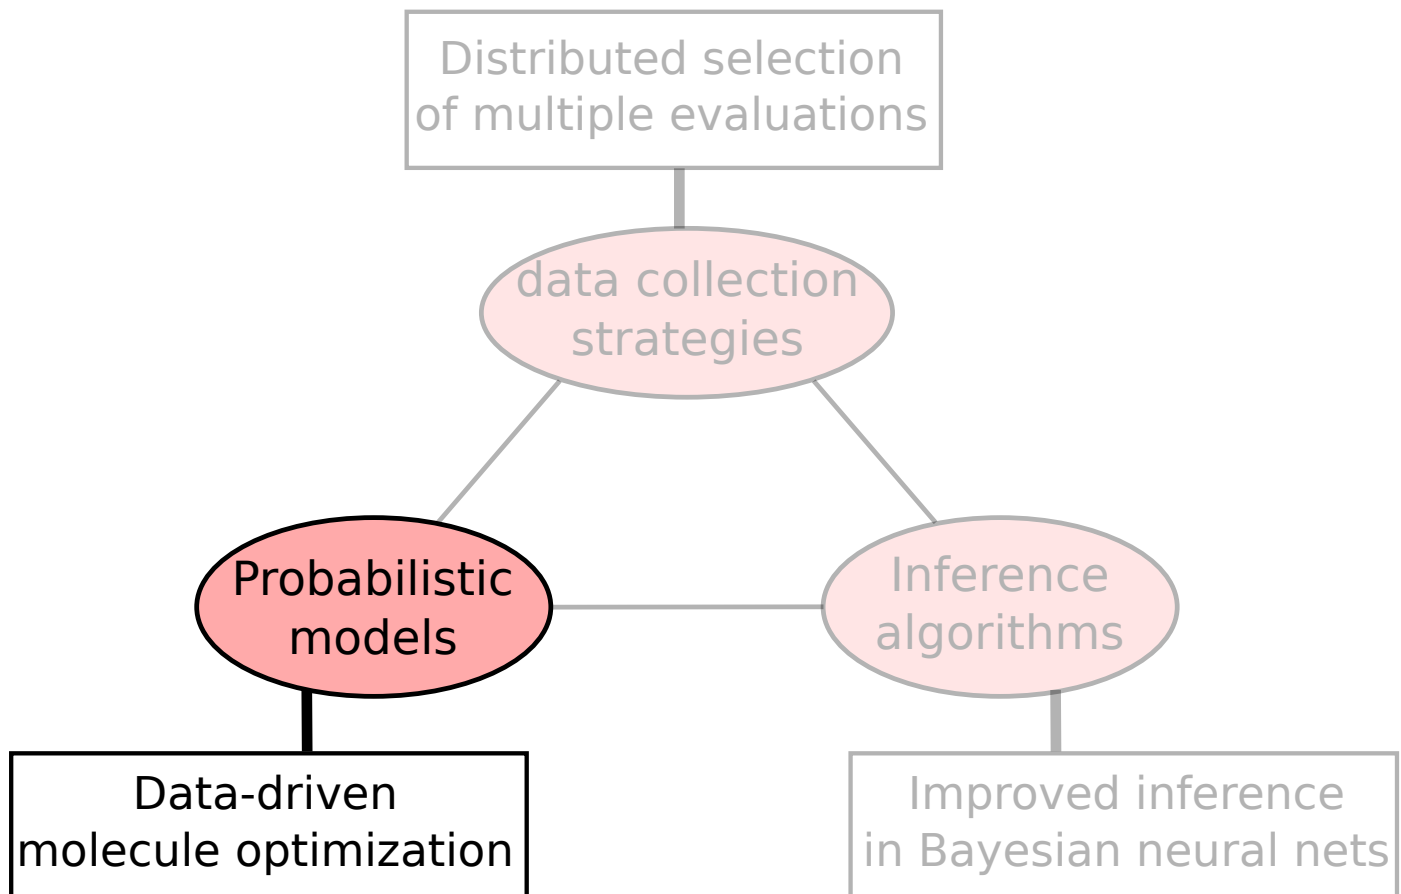 Distributed selection
of multiple evaluations
data collection
strategies
Probabilistic
models
Inference
algorithms
Data-driven
molecule optimization
Improved inference
in Bayesian neural nets